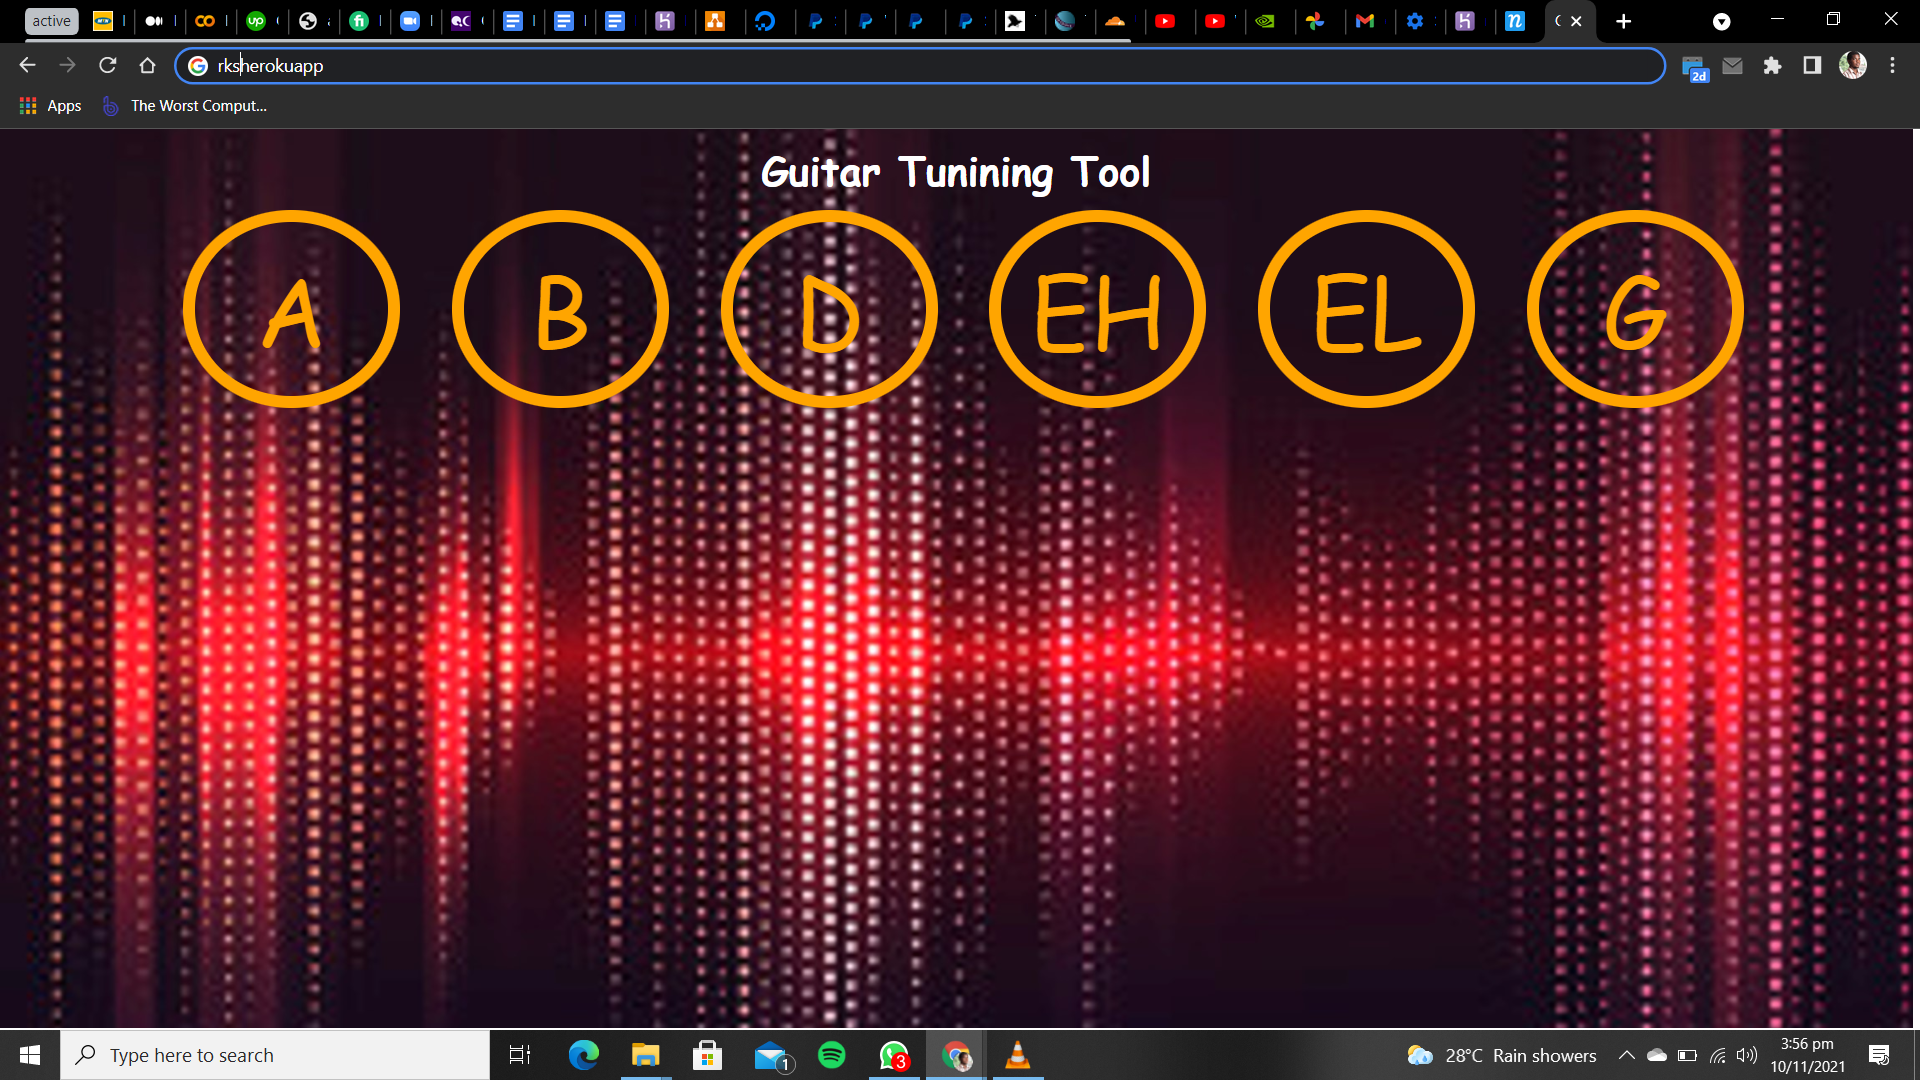 active
rksherokuapp
2d
Apps
The Worst Comput...
Guitar Tunining Tool
A B D EH EL G
Type here to search
1
3
28°C Rain showers
3:56 pm
10/11/2021